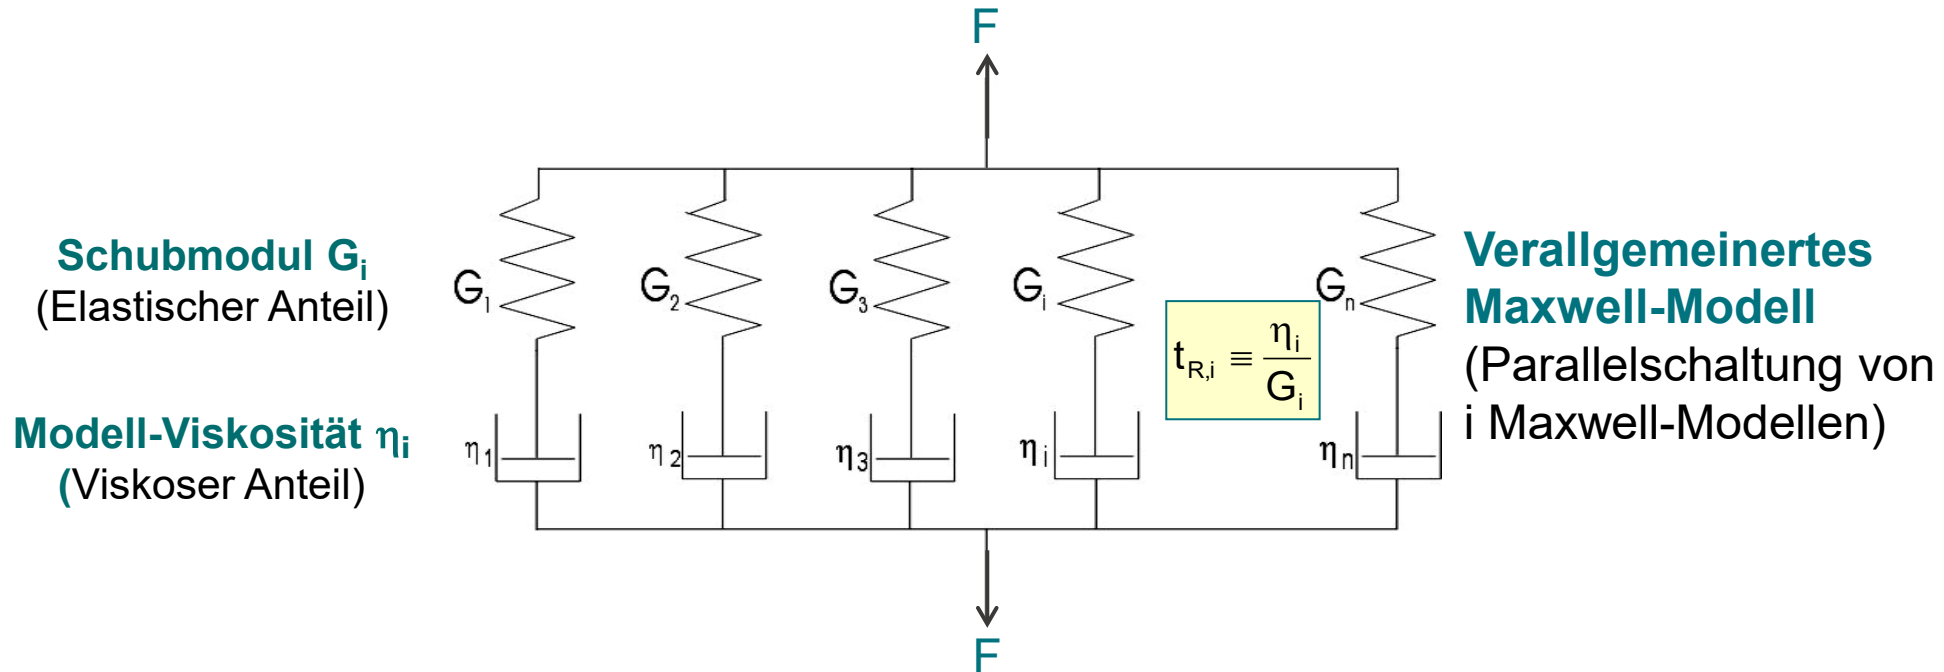 F
Schubmodul Gᵢ
(Elastischer Anteil)
Modell-Viskosität ηᵢ
(Viskoser Anteil)
G₁ G₂ G₃ Gᵢ Gₙ
t_R,i ≡ ηᵢ / Gᵢ
η₁ η₂ η₃ ηᵢ ηₙ
Verallgemeinertes
Maxwell-Modell
(Parallelschaltung von
i Maxwell-Modellen)
F